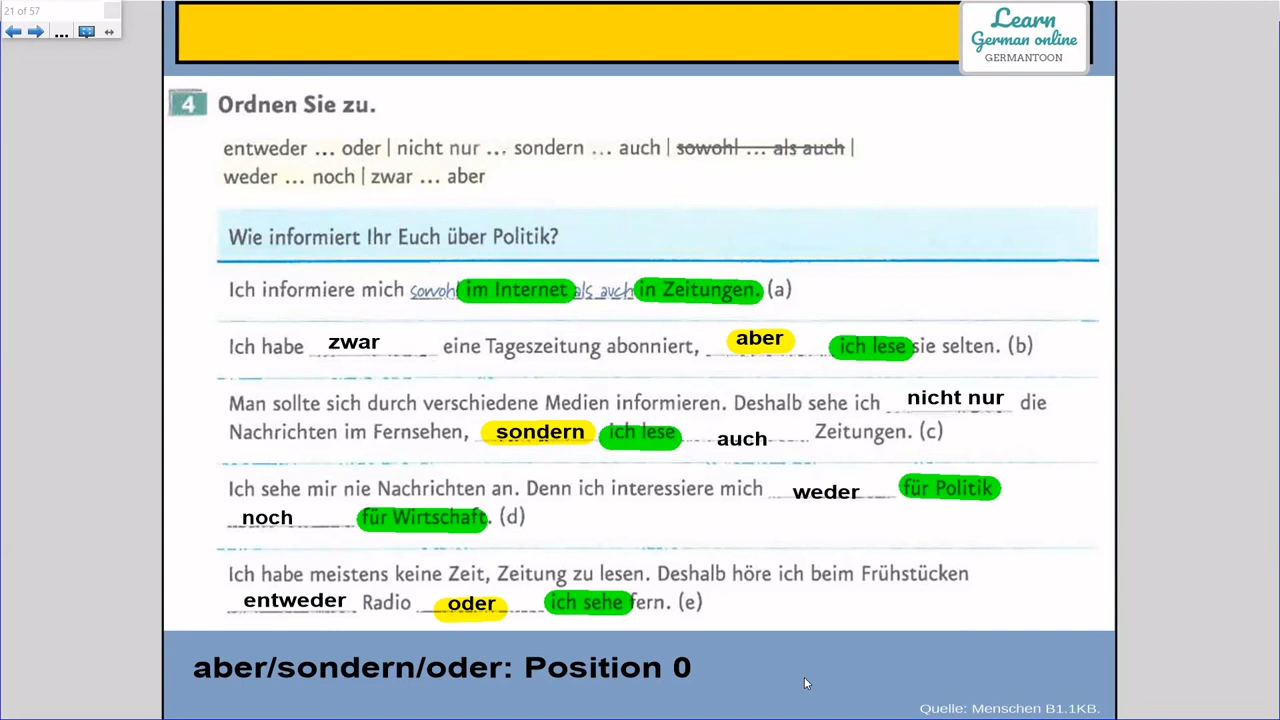 21 of 57
...
Learn
German online
GERMANTOON
4 Ordnen Sie zu.
entweder ... oder | nicht nur ... sondern ... auch | sowohl ... als auch |
weder ... noch | zwar ... aber
Wie informiert Ihr Euch über Politik?
Ich informiere mich sowohl im Internet als auch in Zeitungen. (a)
Ich habe zwar eine Tageszeitung abonniert, aber ich lese sie selten. (b)
Man sollte sich durch verschiedene Medien informieren. Deshalb sehe ich nicht nur die
Nachrichten im Fernsehen, sondern ich lese auch Zeitungen. (c)
Ich sehe mir nie Nachrichten an. Denn ich interessiere mich weder für Politik
noch für Wirtschaft. (d)
Ich habe meistens keine Zeit, Zeitung zu lesen. Deshalb höre ich beim Frühstücken
entweder Radio oder ich sehe fern. (e)
aber/sondern/oder: Position 0
Quelle: Menschen B1.1KB.